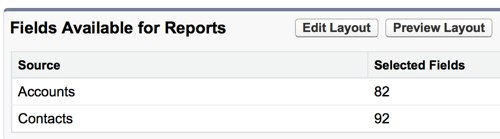 Fields Available for Reports Edit Layout Preview Layout
Source Selected Fields
Accounts 82
Contacts 92